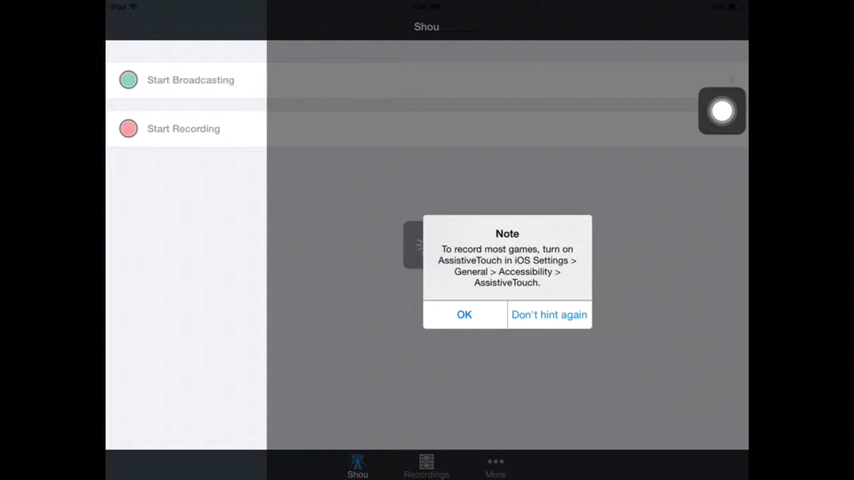 iPad
Shou
Start Broadcasting
Start Recording
Note
To record most games, turn on
AssistiveTouch in iOS Settings >
General > Accessibility >
AssistiveTouch.
OK
Don't hint again
Shou
Recordings
More